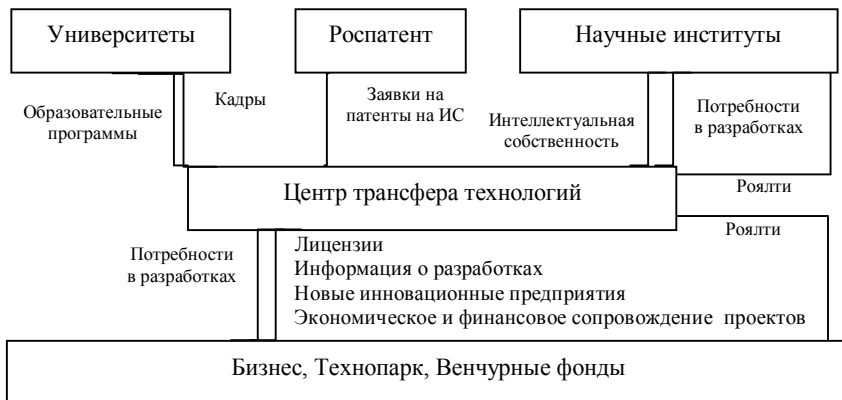 Университеты
Роспатент
Научные институты
Образовательные
программы
Кадры
Заявки на
патенты на ИС
Интеллектуальная
собственность
Потребности
в разработках
Роялти
Центр трансфера технологий
Роялти
Потребности
в разработках
Лицензии
Информация о разработках
Новые инновационные предприятия
Экономическое и финансовое сопровождение проектов
Бизнес, Технопарк, Венчурные фонды